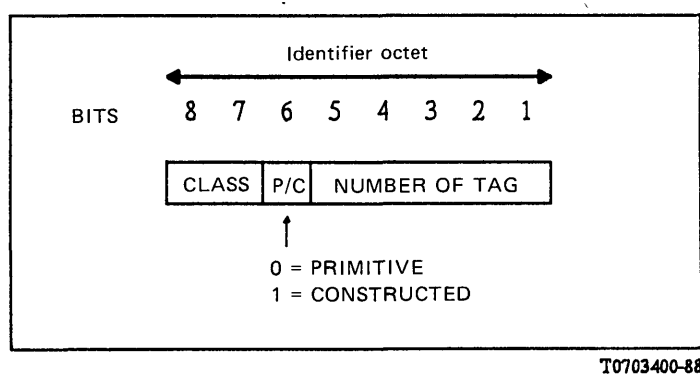 Identifier octet
BITS 8 7 6 5 4 3 2 1
CLASS P/C NUMBER OF TAG
0 = PRIMITIVE
1 = CONSTRUCTED
T0703400-88